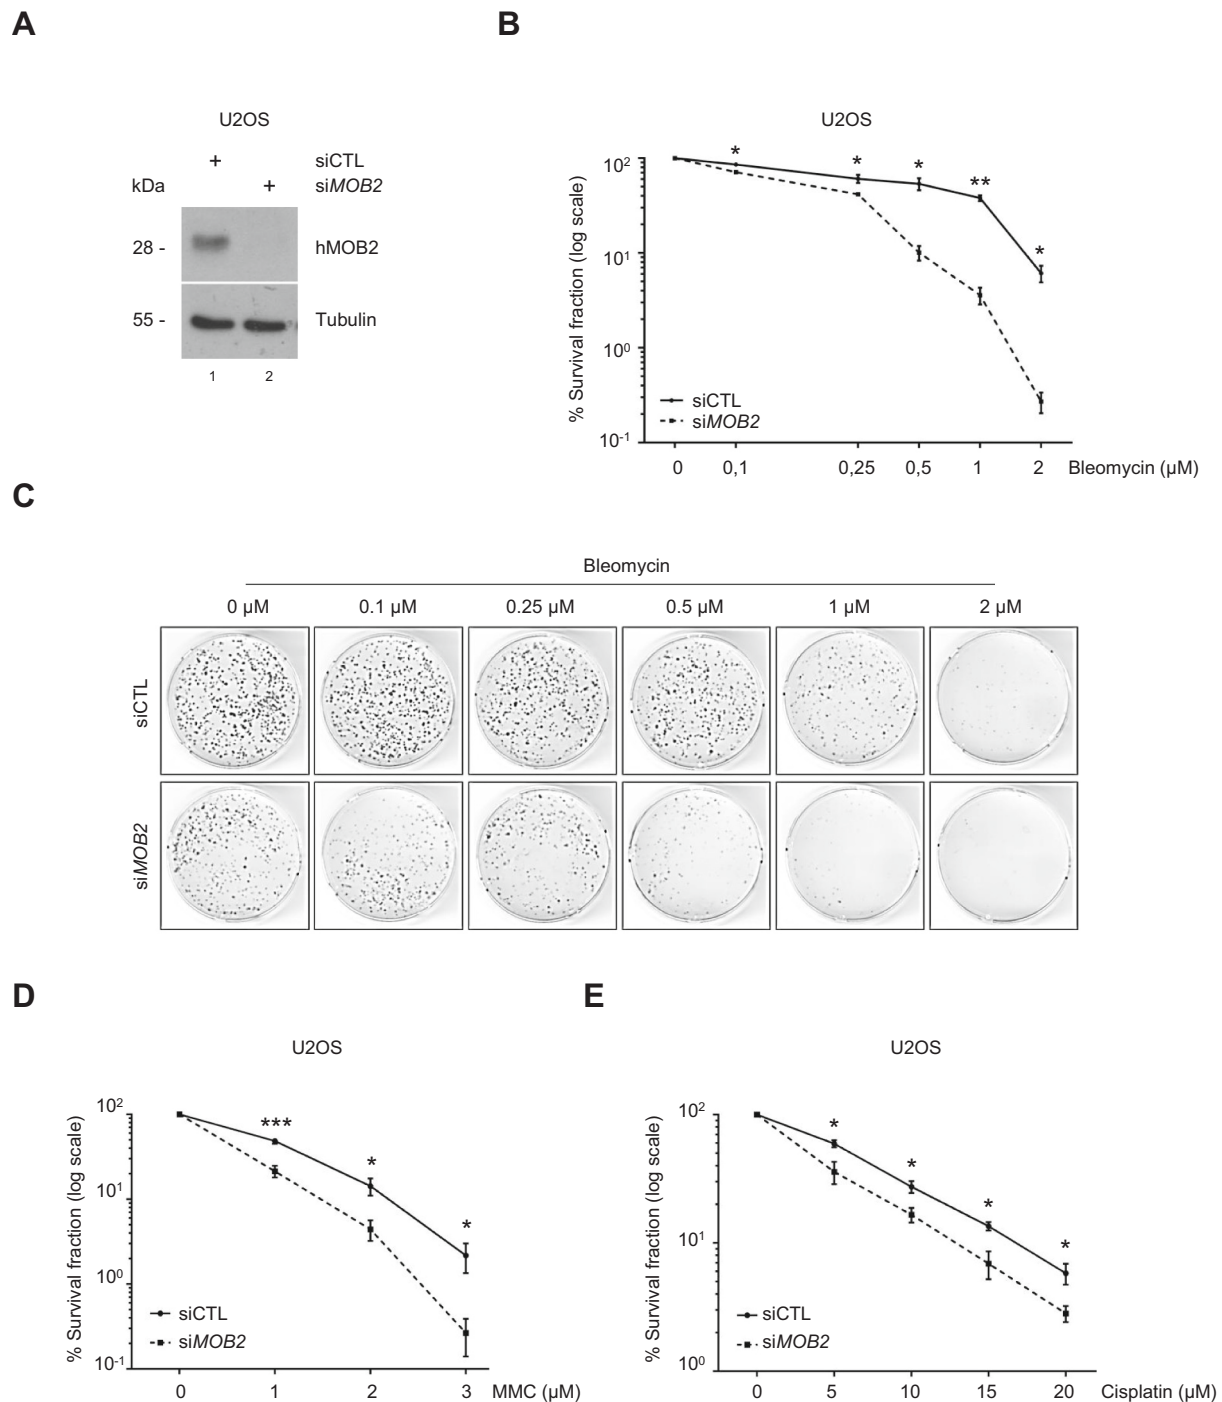 A
U2OS
+ siCTL
kDa + siMOB2
28 - hMOB2
55 - Tubulin
1 2
B
U2OS
% Survival fraction (log scale)
10²
10¹
10⁰
10⁻¹
* * * ** *
siCTL
siMOB2
0 0,1 0,25 0,5 1 2 Bleomycin (µM)
C
Bleomycin
0 µM 0.1 µM 0.25 µM 0.5 µM 1 µM 2 µM
siCTL
siMOB2
D
U2OS
% Survival fraction (log scale)
10²
10¹
10⁰
10⁻¹
*** * *
siCTL
siMOB2
0 1 2 3 MMC (µM)
E
U2OS
% Survival fraction (log scale)
10²
10¹
10⁰
* * * *
siCTL
siMOB2
0 5 10 15 20 Cisplatin (µM)